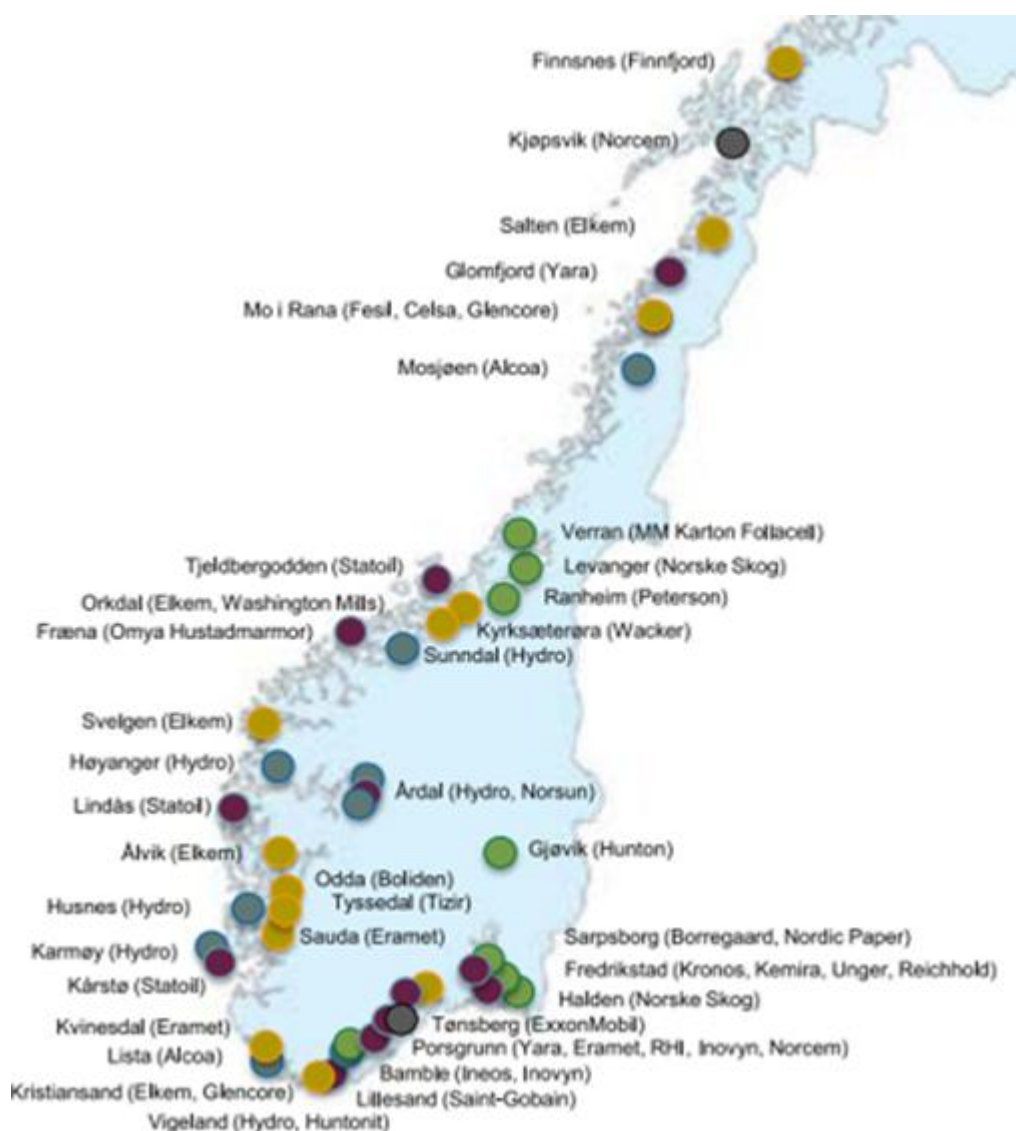 Finnsnes (Finnfjord)
Kjøpsvik (Norcem)
Salten (Elkem)
Glomfjord (Yara)
Mo i Rana (Fesil, Celsa, Glencore)
Mosjøen (Alcoa)
Verran (MM Karton Follacell)
Tjeldbergodden (Statoil)
Levanger (Norske Skog)
Orkdal (Elkem, Washington Mills)
Ranheim (Peterson)
Fræna (Omya Hustadmarmor)
Kyrksæterøra (Wacker)
Sunndal (Hydro)
Svelgen (Elkem)
Høyanger (Hydro)
Årdal (Hydro, Norsun)
Lindås (Statoil)
Ålvik (Elkem)
Gjøvik (Hunton)
Odda (Boliden)
Tyssedal (Tizir)
Husnes (Hydro)
Sauda (Eramet)
Sarpsborg (Borregaard, Nordic Paper)
Karmøy (Hydro)
Fredrikstad (Kronos, Kemira, Unger, Reichhold)
Kårstø (Statoil)
Halden (Norske Skog)
Kvinesdal (Eramet)
Tønsberg (ExxonMobil)
Lista (Alcoa)
Porsgrunn (Yara, Eramet, RHI, Inovyn, Norcem)
Bamble (Ineos, Inovyn)
Kristiansand (Elkem, Glencore)
Lillesand (Saint-Gobain)
Vigeland (Hydro, Huntonit)